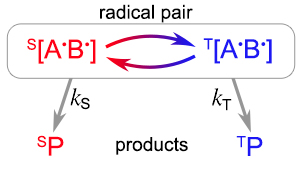 radical pair
ˢ[A•B•] ᵀ[A•B•]
kS kT
ˢP products ᵀP